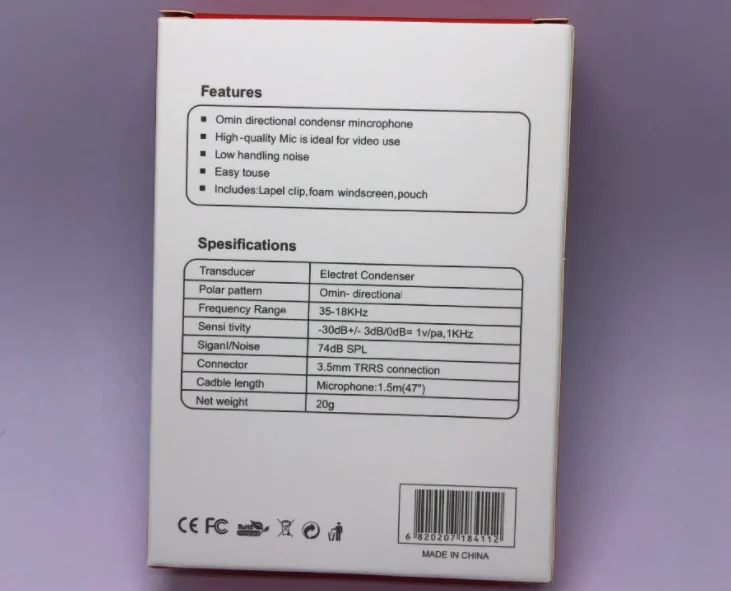 Features
Omin directional condensr mincrophone
High-quality Mic is ideal for video use
Low handling noise
Easy touse
Includes:Lapel clip,foam windscreen,pouch
Spesifications
Transducer Electret Condenser
Polar pattern Omin- directional
Frequency Range 35-18KHz
Sensi tivity -30dB+/- 3dB/0dB= 1v/pa,1KHz
Siganl/Noise 74dB SPL
Connector 3.5mm TRRS connection
Cadble length Microphone:1.5m(47")
Net weight 20g
CE FC RoHS
6 820207 184112
MADE IN CHINA